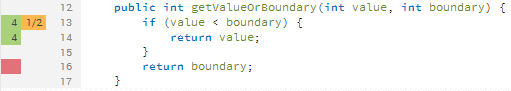 12 public int getValueOrBoundary(int value, int boundary) {
4 1/2 13 if (value < boundary) {
4 14 return value;
15 }
16 return boundary;
17 }